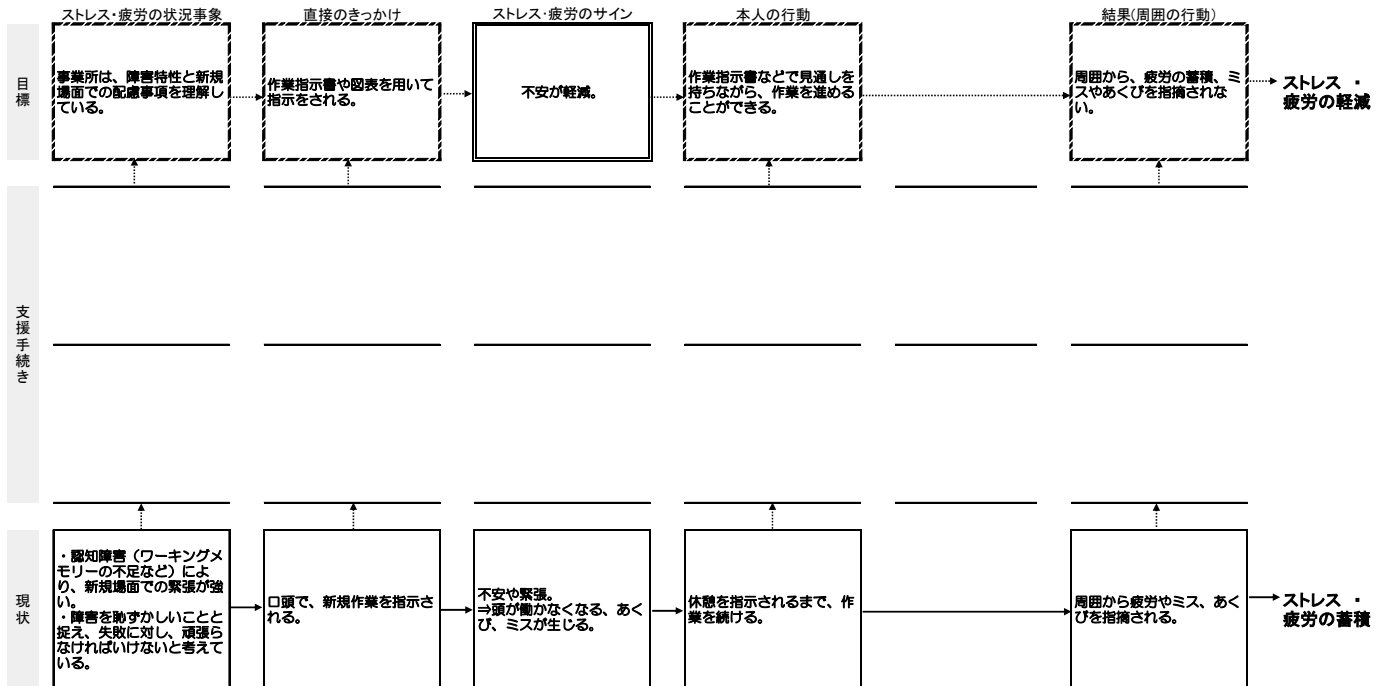 ストレス・疲労の状況事象
直接のきっかけ
ストレス・疲労のサイン
本人の行動
結果(周囲の行動)
目標
事業所は、障害特性と新規
場面での配慮事項を理解し
ている。
作業指示書や図表を用いて
指示をされる。
不安が軽減。
作業指示書などで見通しを
持ちながら、作業を進める
ことができる。
周囲から、疲労の蓄積、ミ
スやあくびを指摘されな
い。
ストレス ・
疲労の軽減
支援手続き
現状
・認知障害（ワーキングメ
モリーの不足など）によ
り、新規場面での緊張が強
い。
・障害を恥ずかしいことと
捉え、失敗に対し、頑張ら
なければいけないと考えて
いる。
口頭で、新規作業を指示さ
れる。
不安や緊張。
⇒頭が働かなくなる、あく
び、ミスが生じる。
休憩を指示されるまで、作
業を続ける。
周囲から疲労やミス、あく
びを指摘される。
ストレス ・
疲労の蓄積